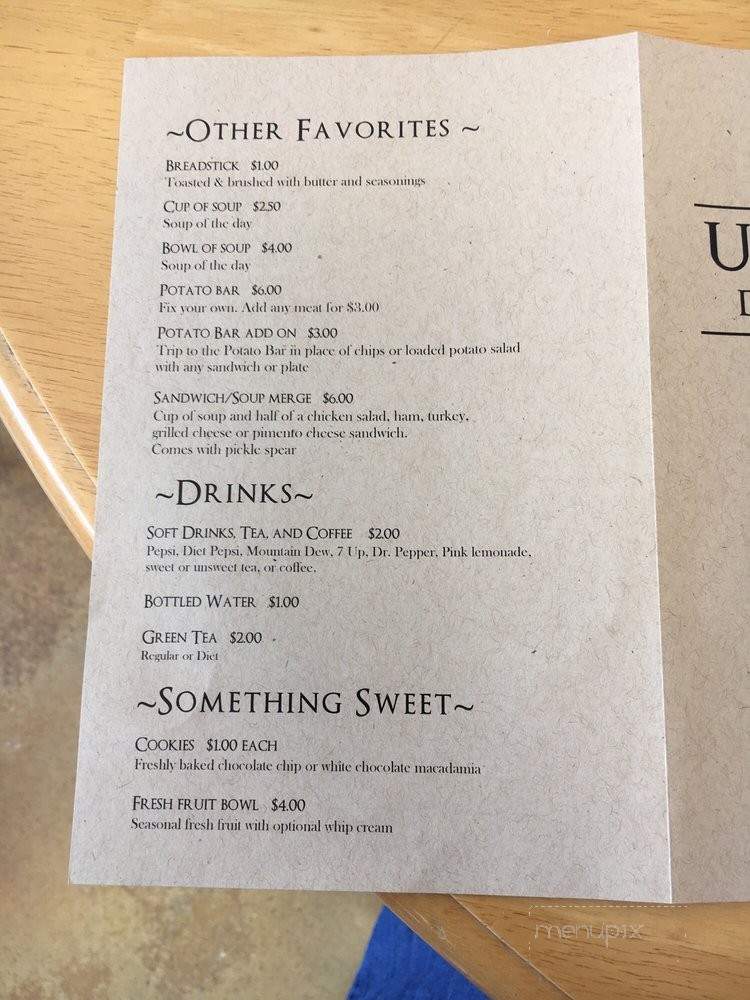 ~Other Favorites ~
Breadstick $1.00
Toasted & brushed with butter and seasonings
Cup of soup $2.50
Soup of the day
Bowl of soup $4.00
Soup of the day
Potato bar $6.00
Fix your own. Add any meat for $3.00
Potato Bar add on $3.00
Trip to the Potato Bar in place of chips or loaded potato salad
with any sandwich or plate
Sandwich/Soup merge $6.00
Cup of soup and half of a chicken salad, ham, turkey,
grilled cheese or pimento cheese sandwich.
Comes with pickle spear
~Drinks~
Soft Drinks, Tea, and Coffee $2.00
Pepsi, Diet Pepsi, Mountain Dew, 7 Up, Dr. Pepper, Pink lemonade,
sweet or unsweet tea, or coffee.
Bottled Water $1.00
Green Tea $2.00
Regular or Diet
~Something Sweet~
Cookies $1.00 each
Freshly baked chocolate chip or white chocolate macadamia
Fresh fruit bowl $4.00
Seasonal fresh fruit with optional whip cream
menupix